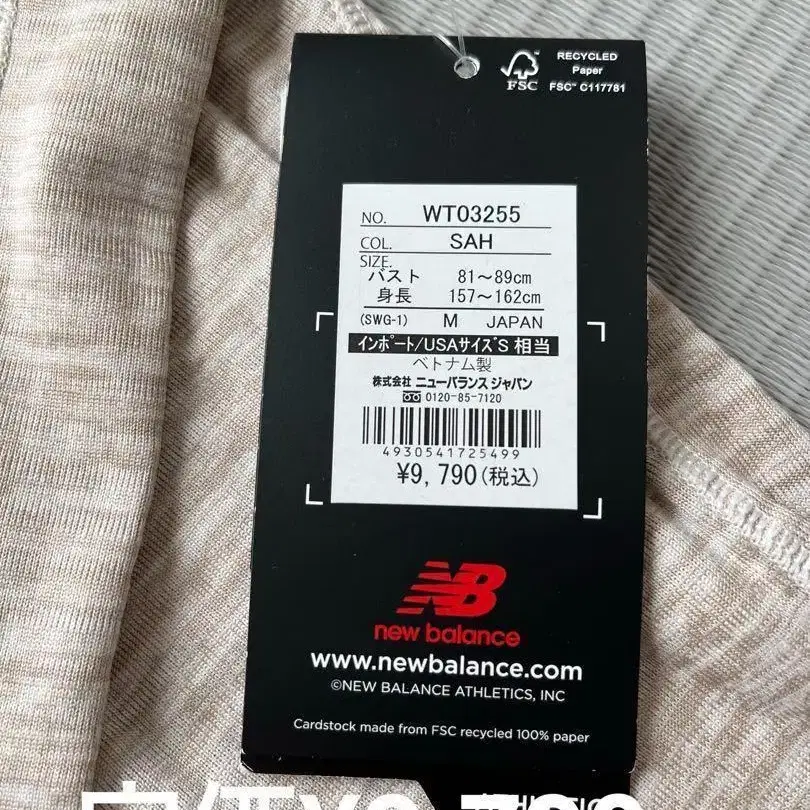 FSC
RECYCLED
Paper
FSC™ C117781
NO. WT03255
COL. SAH
SIZE.
バスト 81～89cm
身長 157～162cm
(SWG-1) M JAPAN
インポート/USAサイズS 相当
ベトナム製
株式会社 ニューバランス ジャパン
0120-85-7120
4930541725499
¥9,790(税込)
NB
new balance
www.newbalance.com
©NEW BALANCE ATHLETICS, INC
Cardstock made from FSC recycled 100% paper